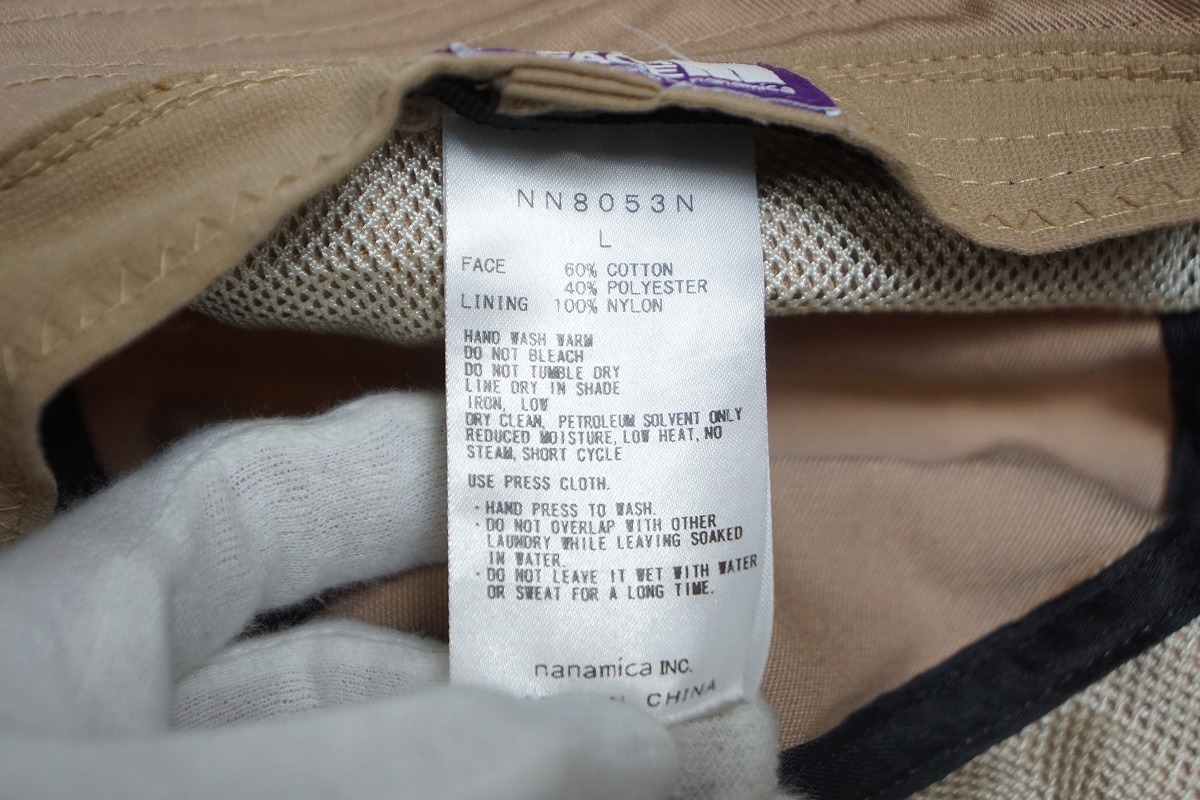 nanamica
NN8053N
L
FACE 60% COTTON
40% POLYESTER
LINING 100% NYLON
HAND WASH WARM
DO NOT BLEACH
DO NOT TUMBLE DRY
LINE DRY IN SHADE
IRON, LOW
DRY CLEAN, PETROLEUM SOLVENT ONLY
REDUCED MOISTURE, LOW HEAT, NO
STEAM, SHORT CYCLE
USE PRESS CLOTH.
・HAND PRESS TO WASH.
・DO NOT OVERLAP WITH OTHER
LAUNDRY WHILE LEAVING SOAKED
IN WATER.
・DO NOT LEAVE IT WET WITH WATER
OR SWEAT FOR A LONG TIME.
nanamica INC.
CHINA